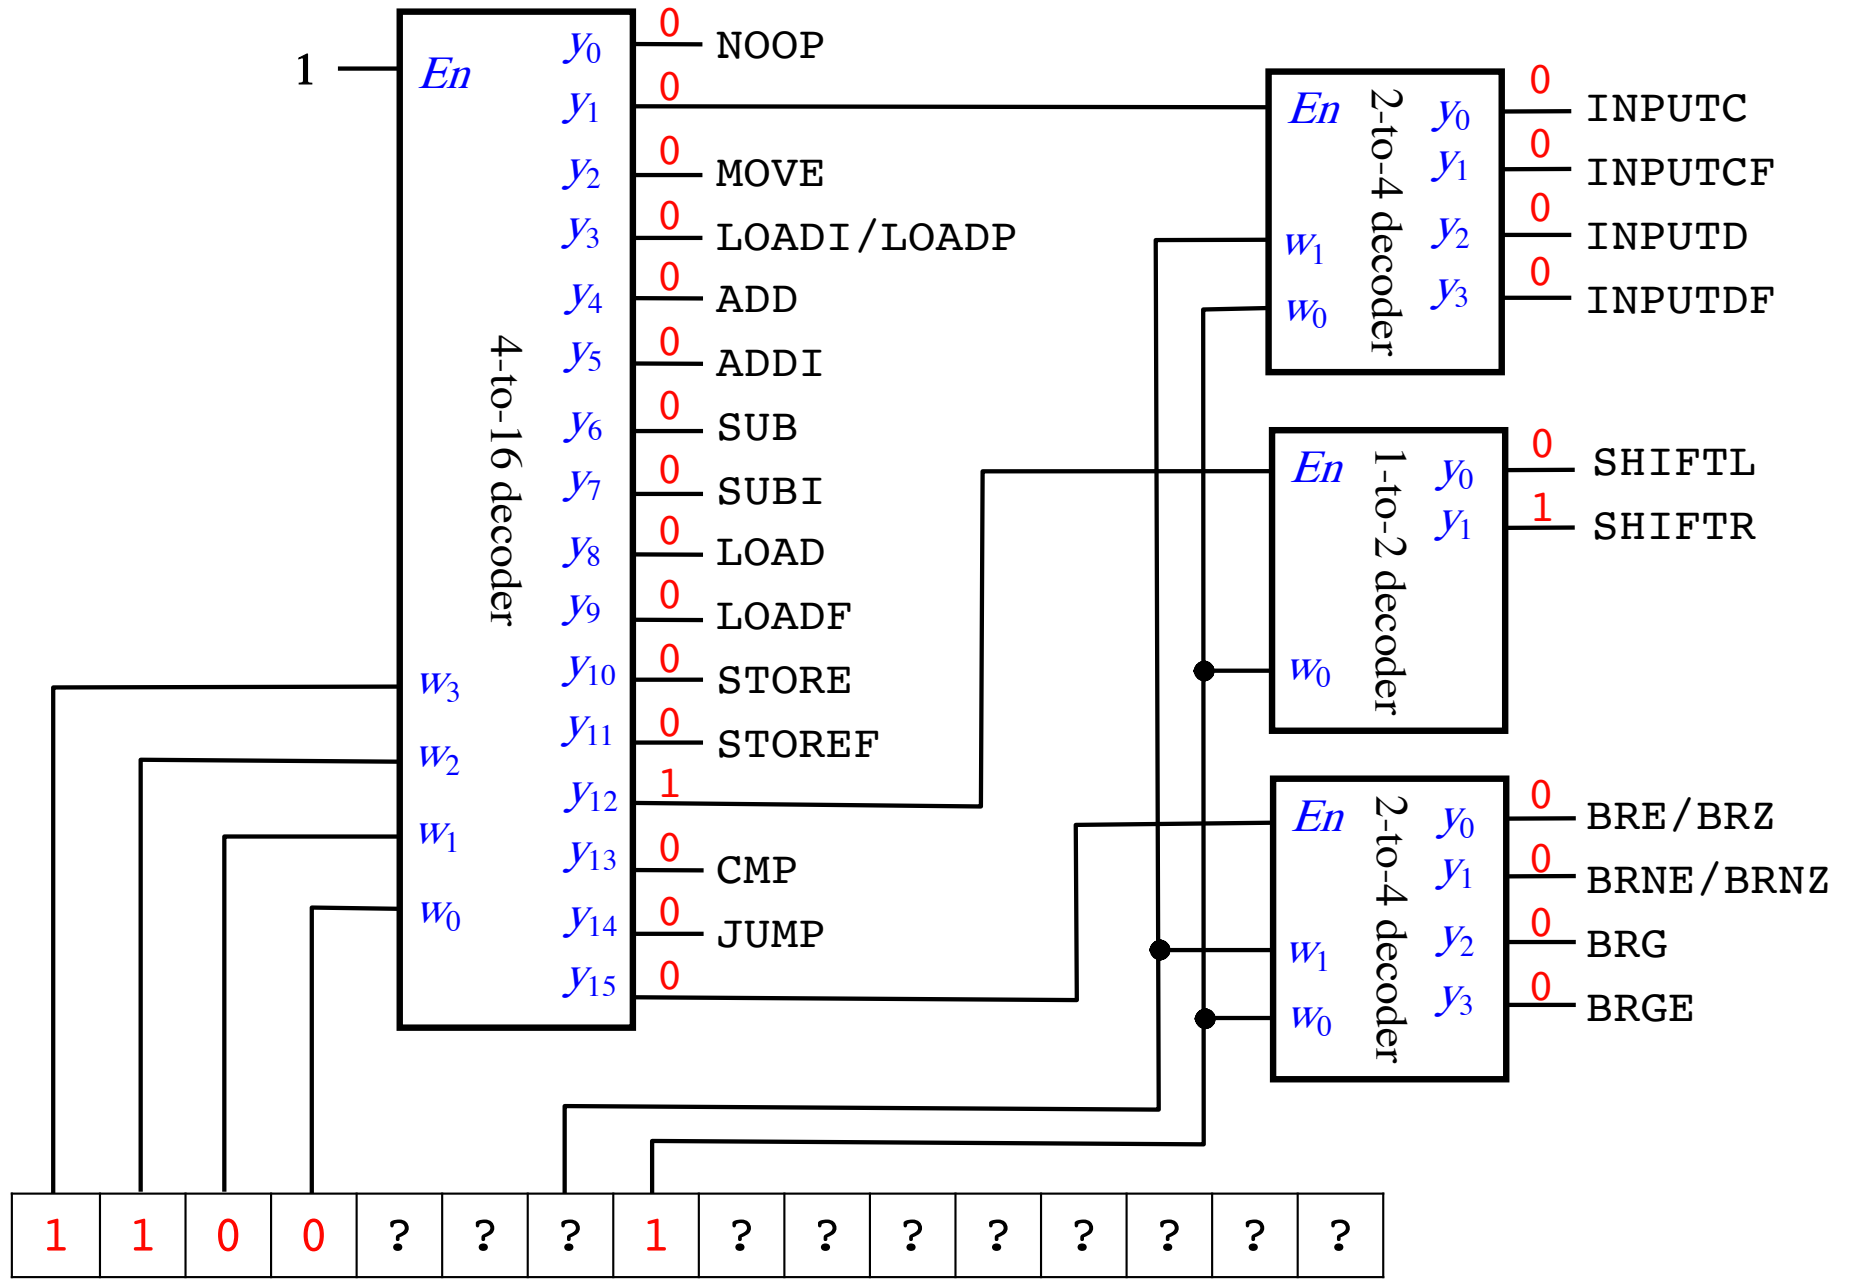 1
En
4-to-16 decoder
w3
w2
w1
w0
y0 0 NOOP
y1 0
y2 0 MOVE
y3 0 LOADI/LOADP
y4 0 ADD
y5 0 ADDI
y6 0 SUB
y7 0 SUBI
y8 0 LOAD
y9 0 LOADF
y10 0 STORE
y11 0 STOREF
y12 1
y13 0 CMP
y14 0 JUMP
y15 0
En
w1
w0
2-to-4 decoder
y0 0 INPUTC
y1 0 INPUTCF
y2 0 INPUTD
y3 0 INPUTDF
En
w0
1-to-2 decoder
y0 0 SHIFTL
y1 1 SHIFTR
En
w1
w0
2-to-4 decoder
y0 0 BRE/BRZ
y1 0 BRNE/BRNZ
y2 0 BRG
y3 0 BRGE
1 1 0 0 ? ? ? 1 ? ? ? ? ? ? ? ?